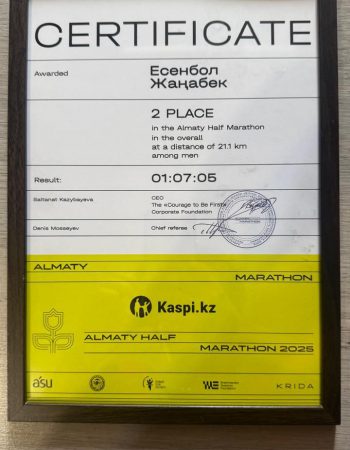 CERTIFICATE
Awarded
Есенбол
Жаңабек
2 PLACE
in the Almaty Half Marathon
in the overall
at a distance of 21.1 km
among men
Result:
01:07:05
Saltanat Kazybayeva
CEO
The «Courage to Be First»
Corporate Foundation
Denis Mosseyev
Chief referee
ALMATY
MARATHON
Kaspi.kz
ALMATY HALF
MARATHON 2025
asu
KRIDA